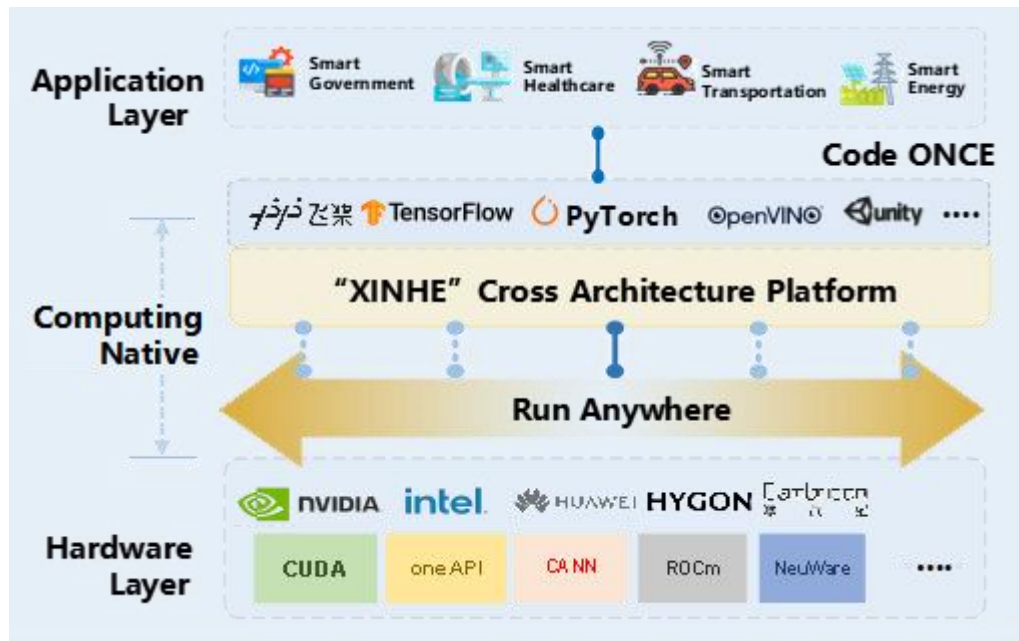 Application
Layer
Smart
Government
Smart
Healthcare
Smart
Transportation
Smart
Energy
Code ONCE
飞桨 TensorFlow PyTorch OpenVINO unity ....
“XINHE” Cross Architecture Platform
Computing
Native
Run Anywhere
NVIDIA intel. HUAWEI HYGON Cambricon
Hardware
Layer
CUDA one API CANN ROCm NeuWare ....